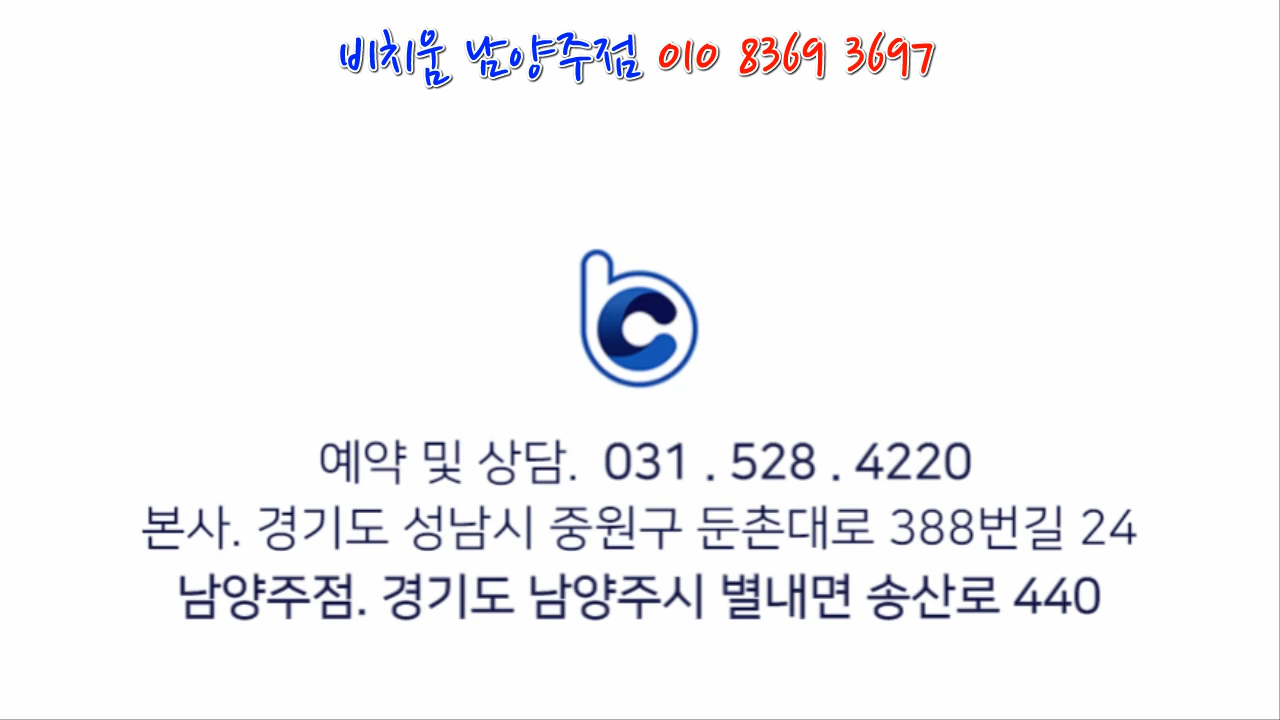 비치움 남양주점 010 8369 3697
bc
예약 및 상담. 031 . 528 . 4220
본사. 경기도 성남시 중원구 둔촌대로 388번길 24
남양주점. 경기도 남양주시 별내면 송산로 440